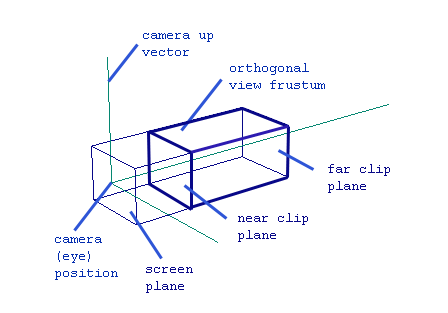 camera up
vector
orthogonal
view frustum
far clip
plane
near clip
plane
camera
(eye)
position
screen
plane